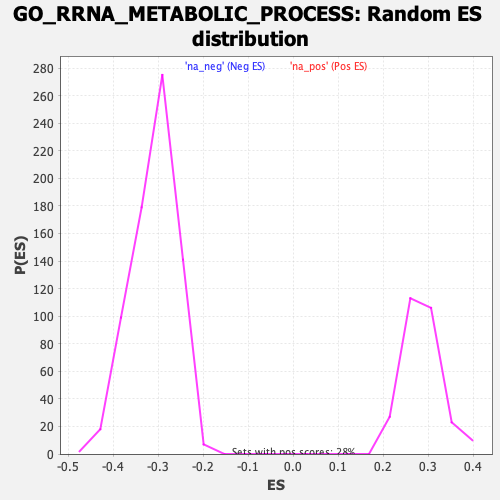 GO_RRNA_METABOLIC_PROCESS: Random ES
distribution
'na_neg' (Neg ES) 'na_pos' (Pos ES)
280
260
240
220
200
180
160
140
120
100
80
60
40
20
0
P(ES)
Sets with pos scores: 28%
-0.5 -0.4 -0.3 -0.2 -0.1 0.0 0.1 0.2 0.3 0.4
ES